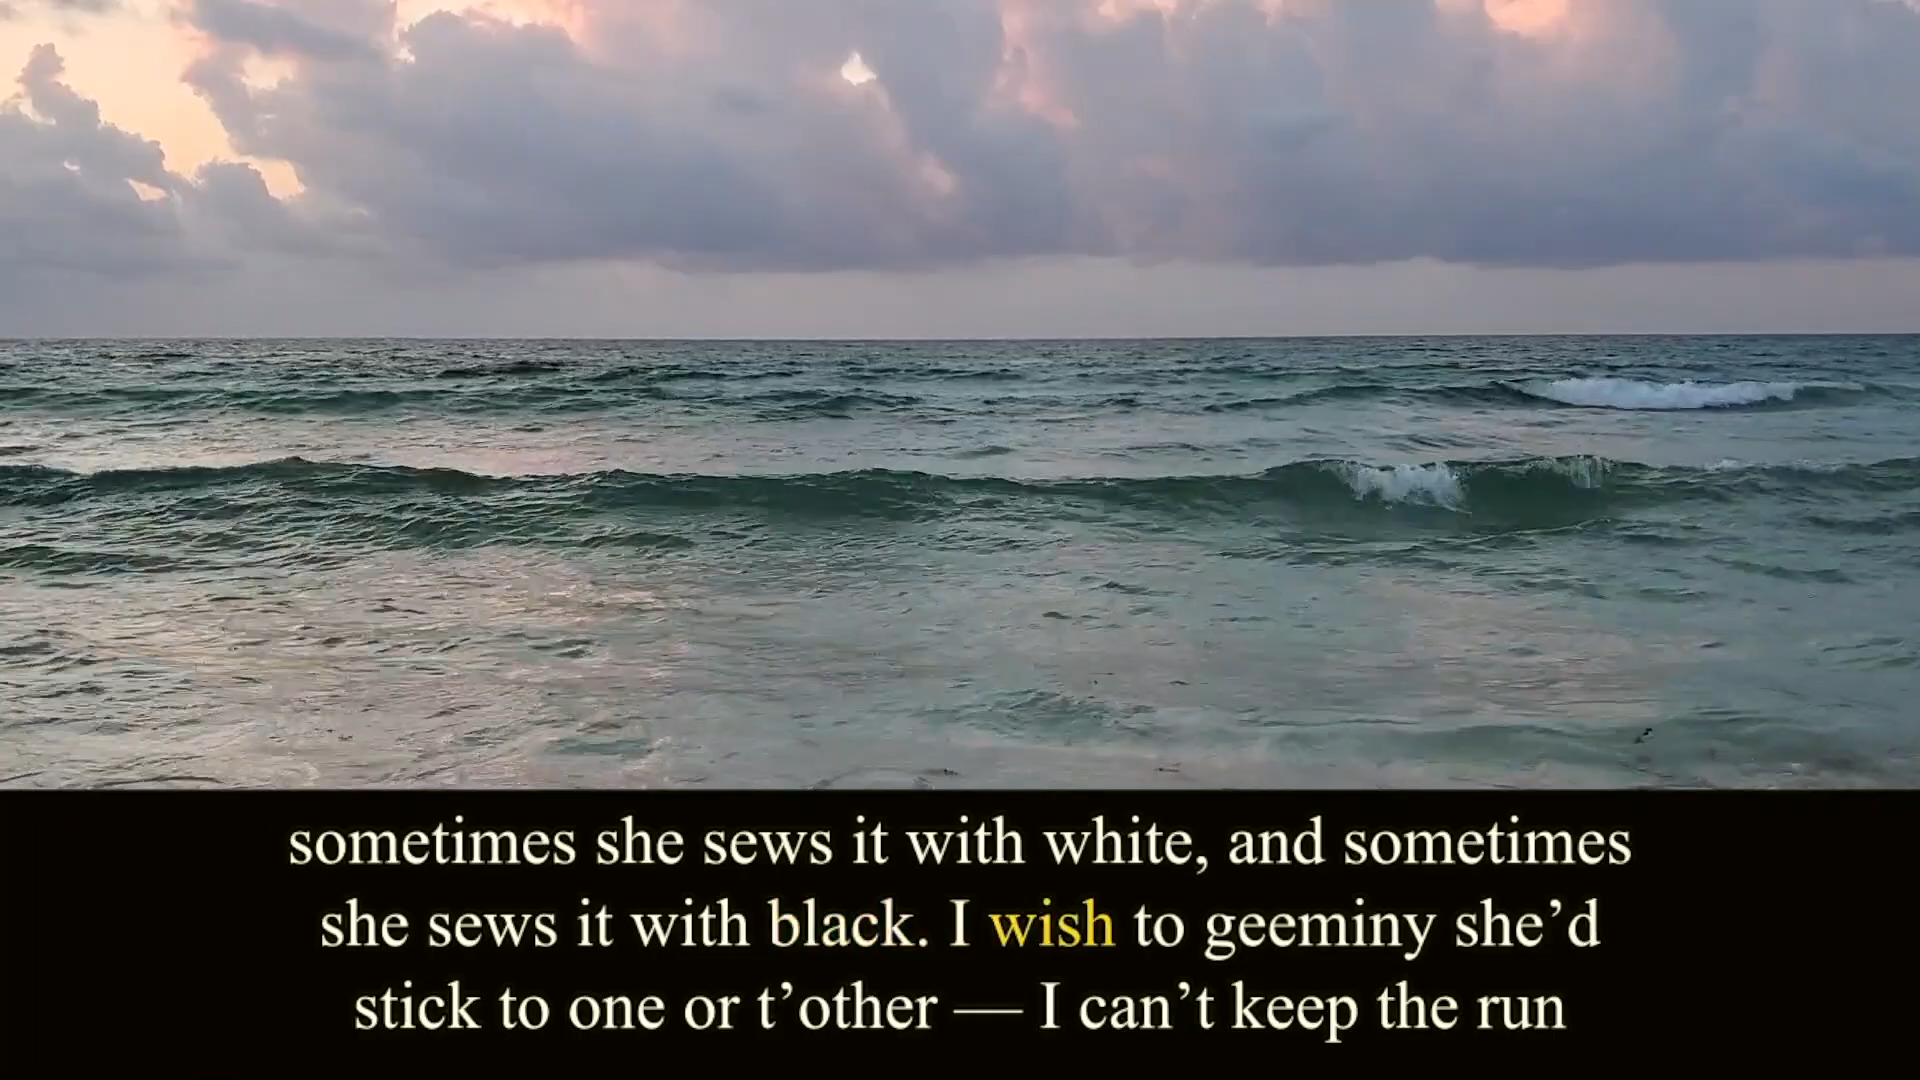 sometimes she sews it with white, and sometimes
she sews it with black. I wish to geeminy she’d
stick to one or t’other — I can’t keep the run